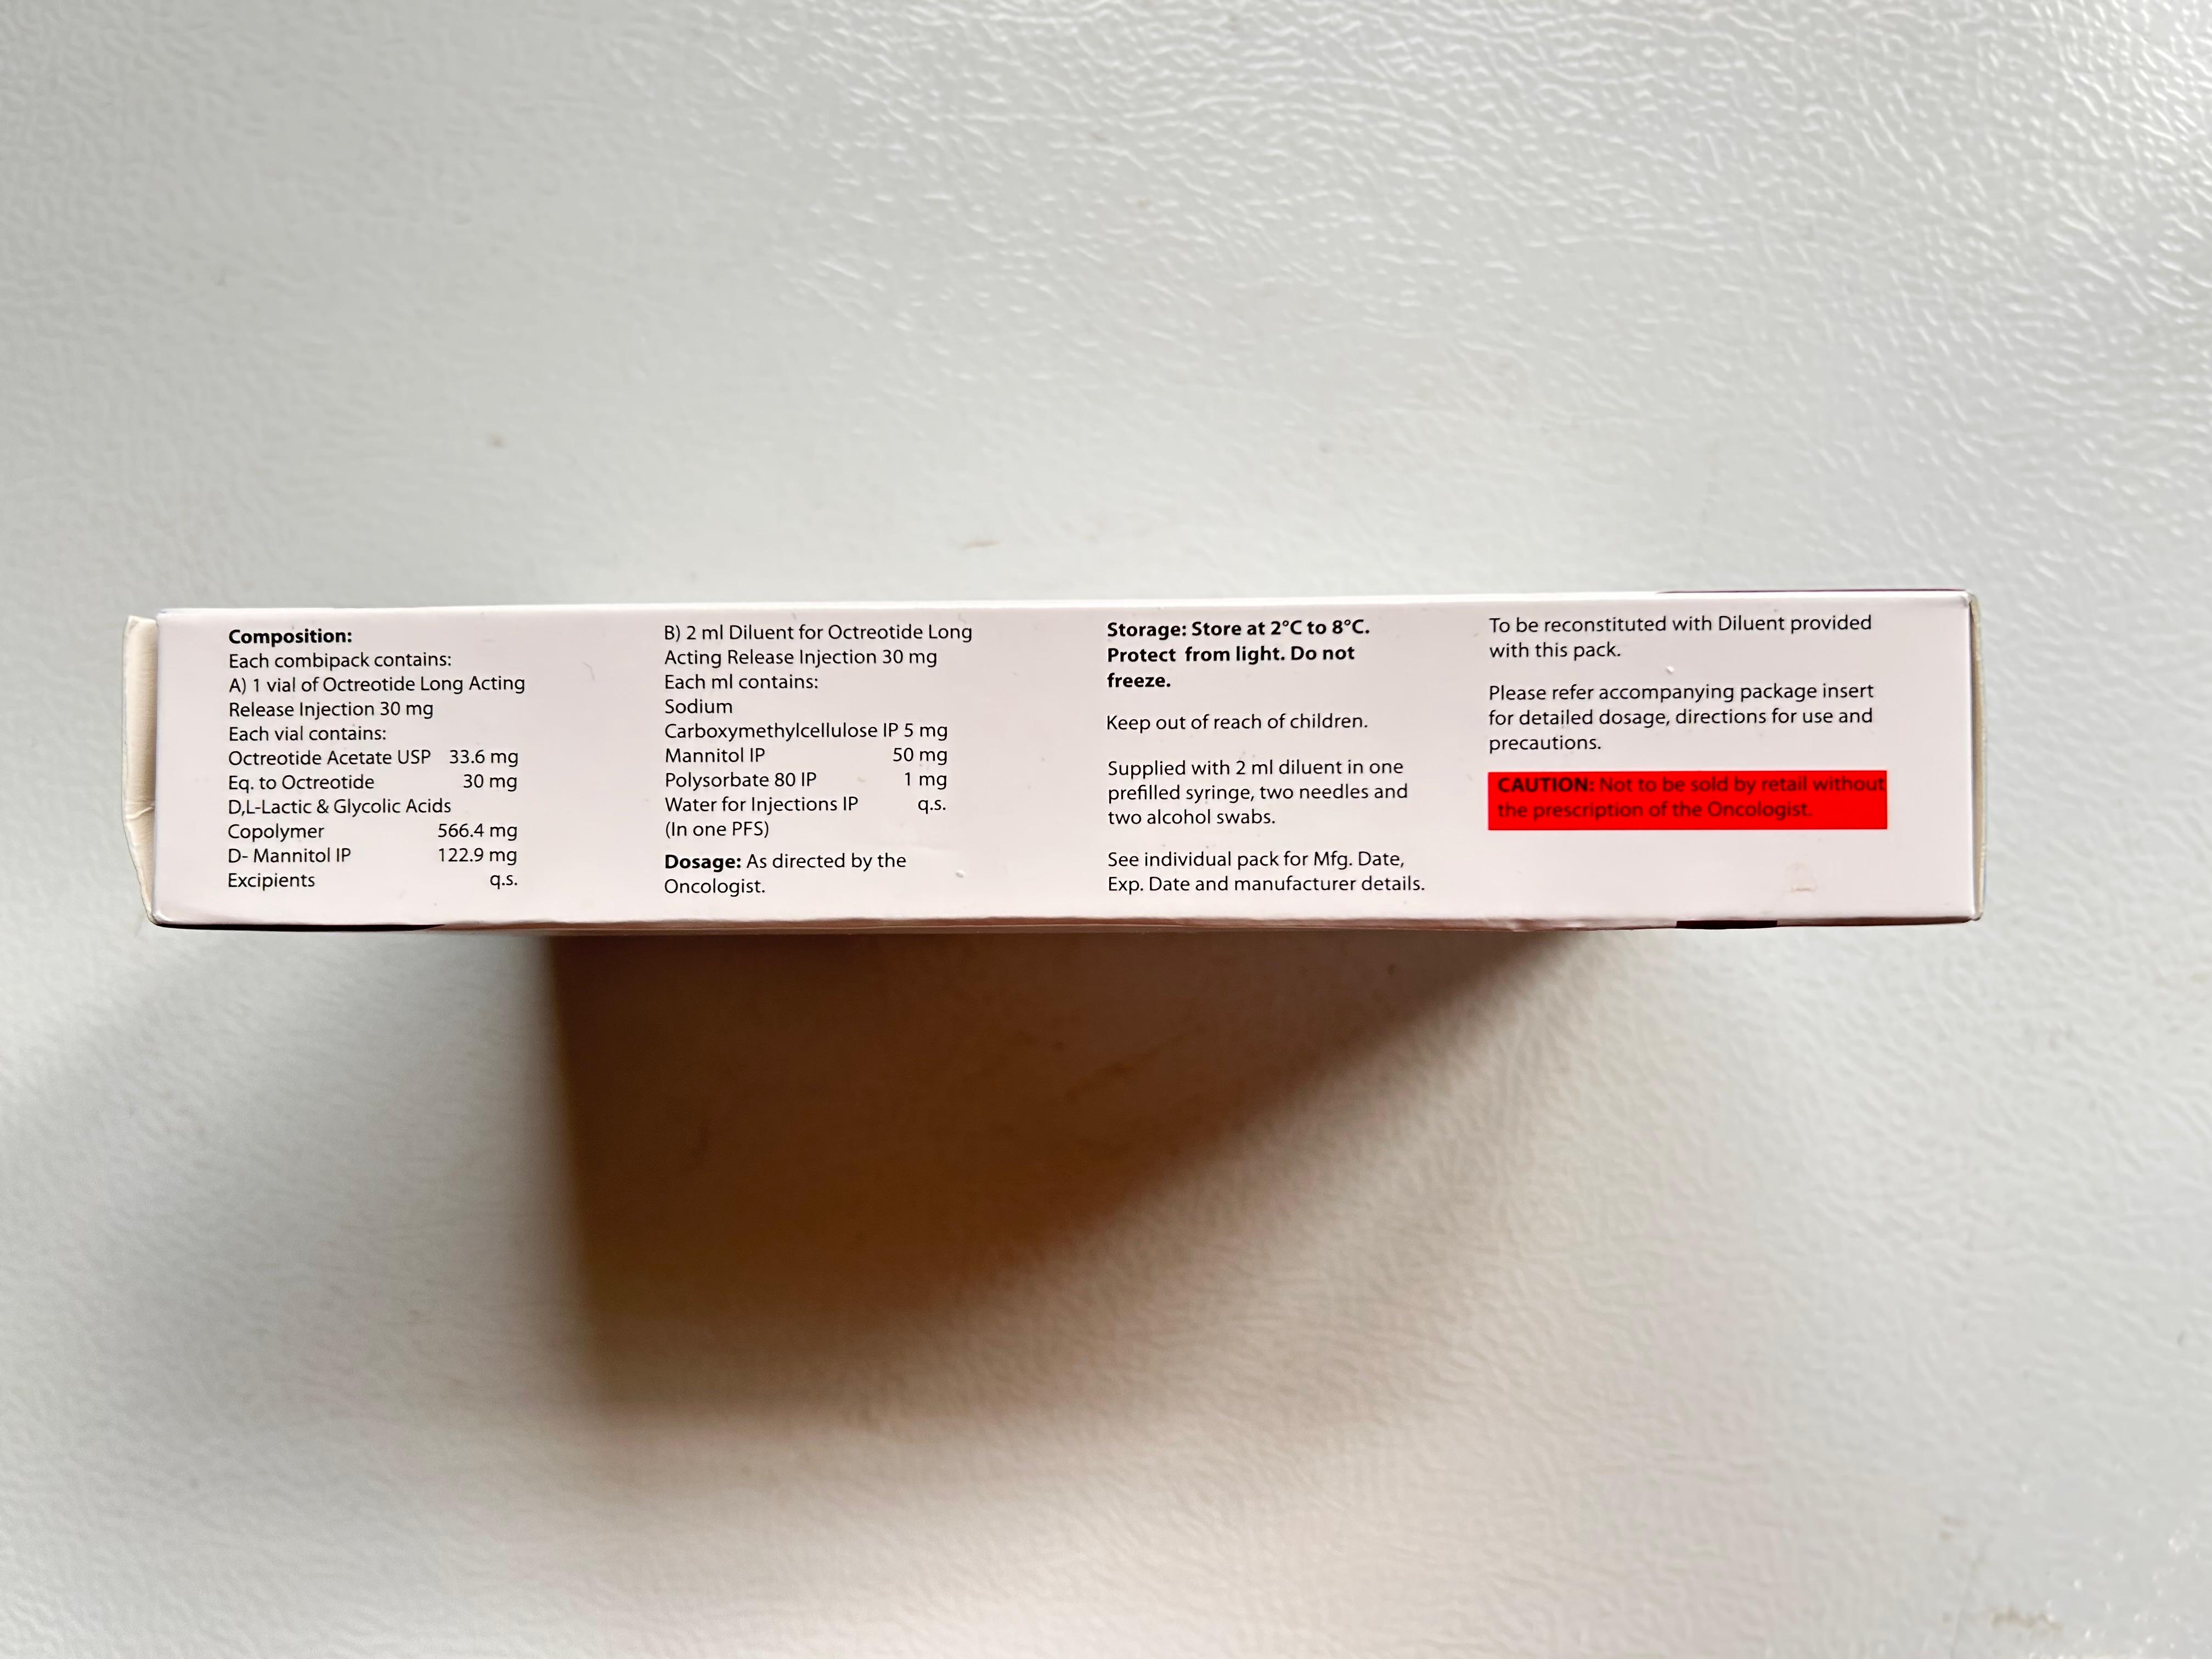 Composition:
Each combipack contains:
A) 1 vial of Octreotide Long Acting
Release Injection 30 mg
Each vial contains:
Octreotide Acetate USP 33.6 mg
Eq. to Octreotide 30 mg
D,L-Lactic & Glycolic Acids
Copolymer 566.4 mg
D- Mannitol IP 122.9 mg
Excipients q.s.
B) 2 ml Diluent for Octreotide Long
Acting Release Injection 30 mg
Each ml contains:
Sodium
Carboxymethylcellulose IP 5 mg
Mannitol IP 50 mg
Polysorbate 80 IP 1 mg
Water for Injections IP q.s.
(In one PFS)
Dosage: As directed by the
Oncologist.
Storage: Store at 2°C to 8°C.
Protect from light. Do not
freeze.
Keep out of reach of children.
Supplied with 2 ml diluent in one
prefilled syringe, two needles and
two alcohol swabs.
See individual pack for Mfg. Date,
Exp. Date and manufacturer details.
To be reconstituted with Diluent provided
with this pack.
Please refer accompanying package insert
for detailed dosage, directions for use and
precautions.
CAUTION: Not to be sold by retail without
the prescription of the Oncologist.